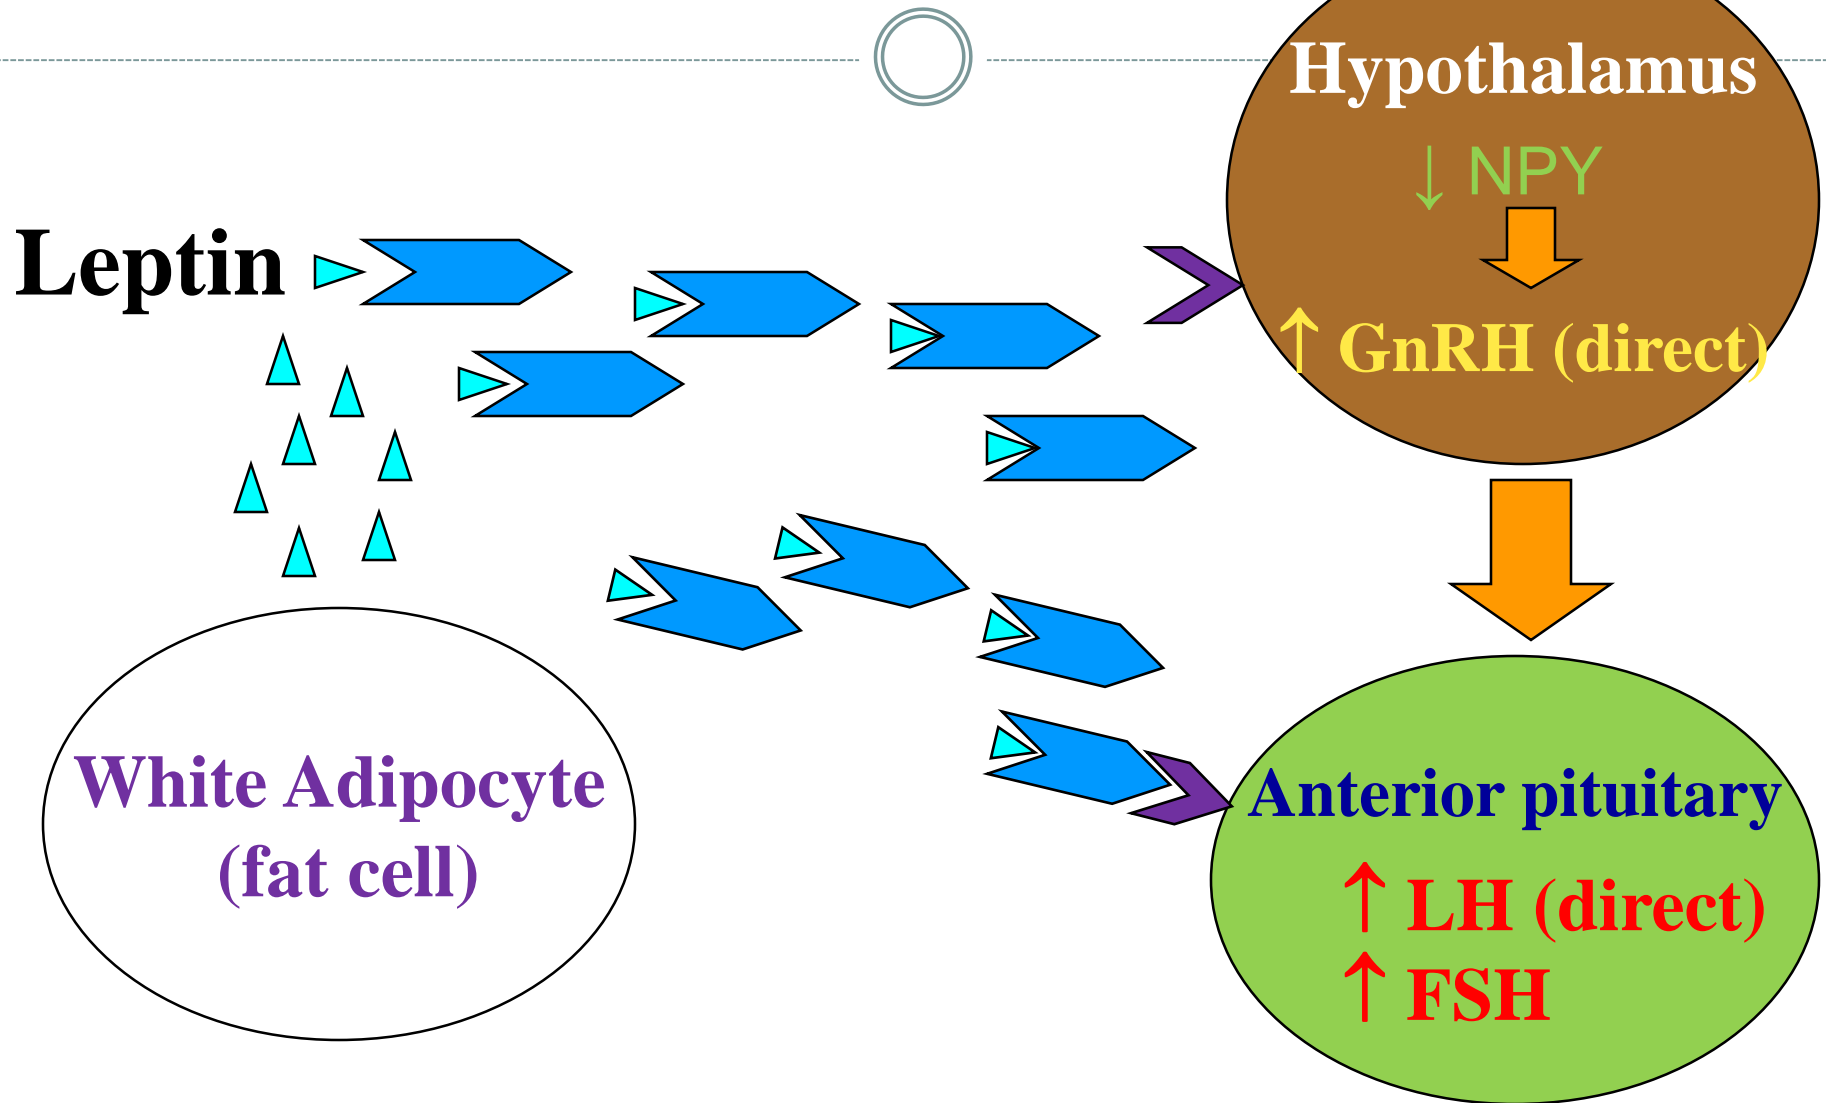 Hypothalamus
↓ NPY
Leptin
↑ GnRH (direct)
White Adipocyte
(fat cell)
Anterior pituitary
↑ LH (direct)
↑ FSH